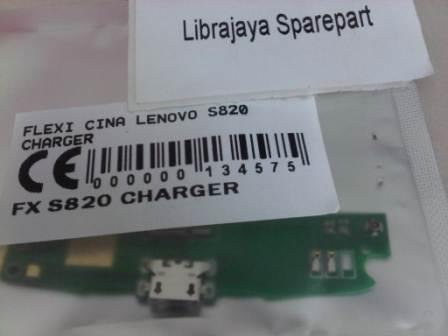 Librajaya Sparepart
FLEXI CINA LENOVO S820
CHARGER
CE
000000134575
FX S820 CHARGER